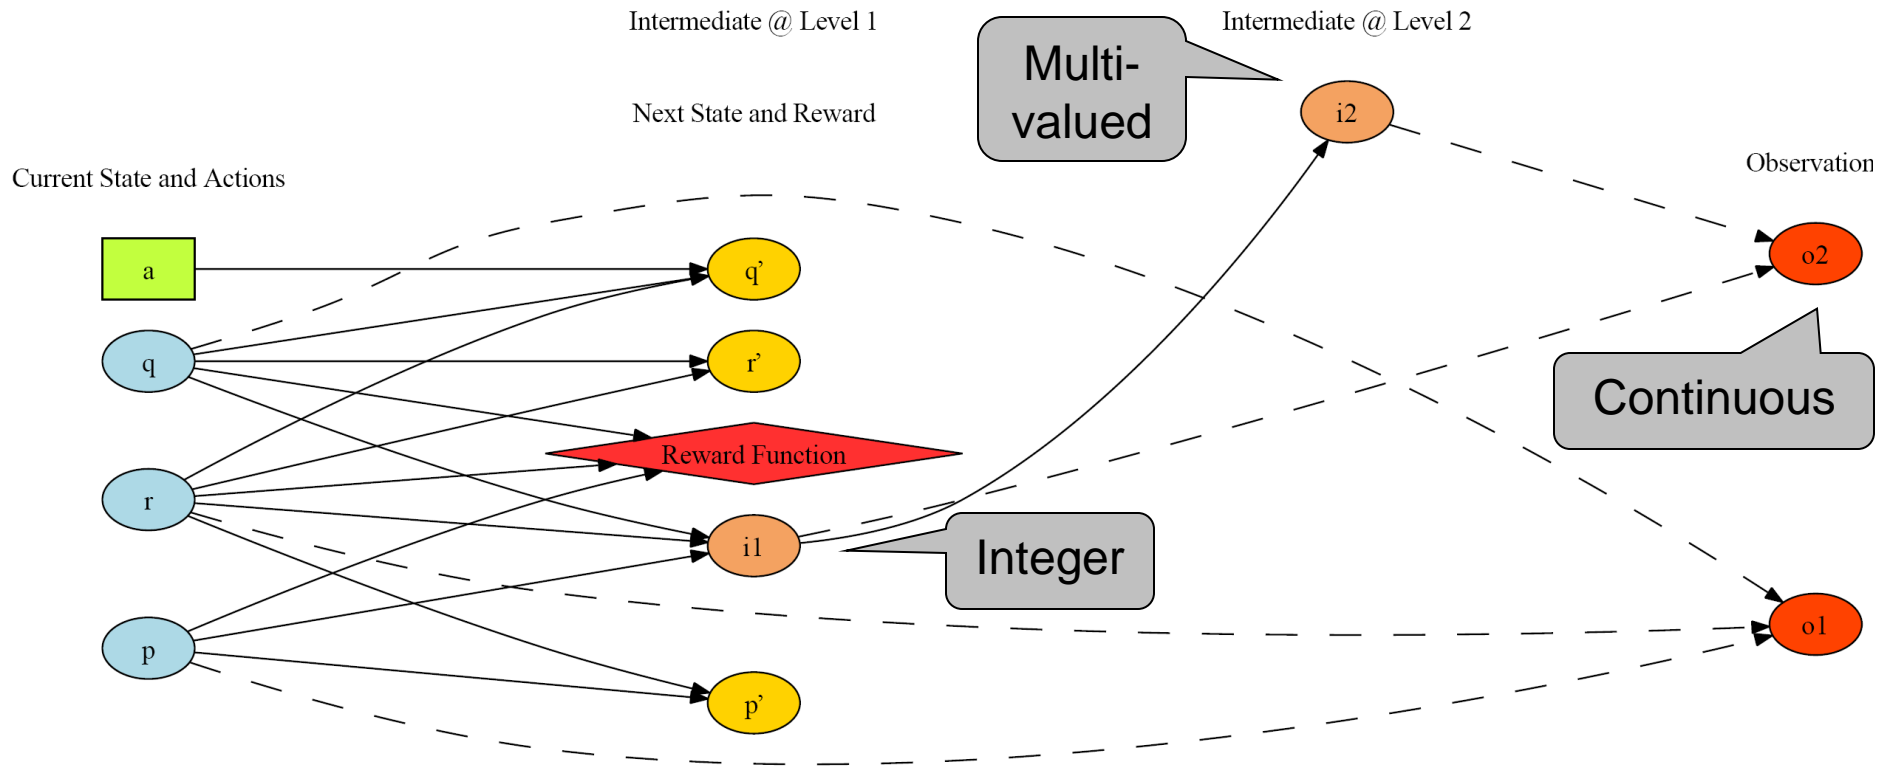 Intermediate @ Level 1
Intermediate @ Level 2
Multi-
valued
Next State and Reward
i2
Current State and Actions
Observation
a
q’
o2
q
r’
Continuous
Reward Function
r
i1
Integer
o1
p
p’